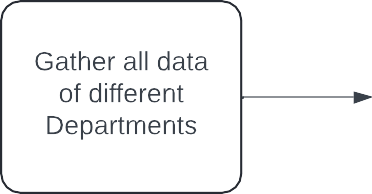 Gather all data
of different
Departments